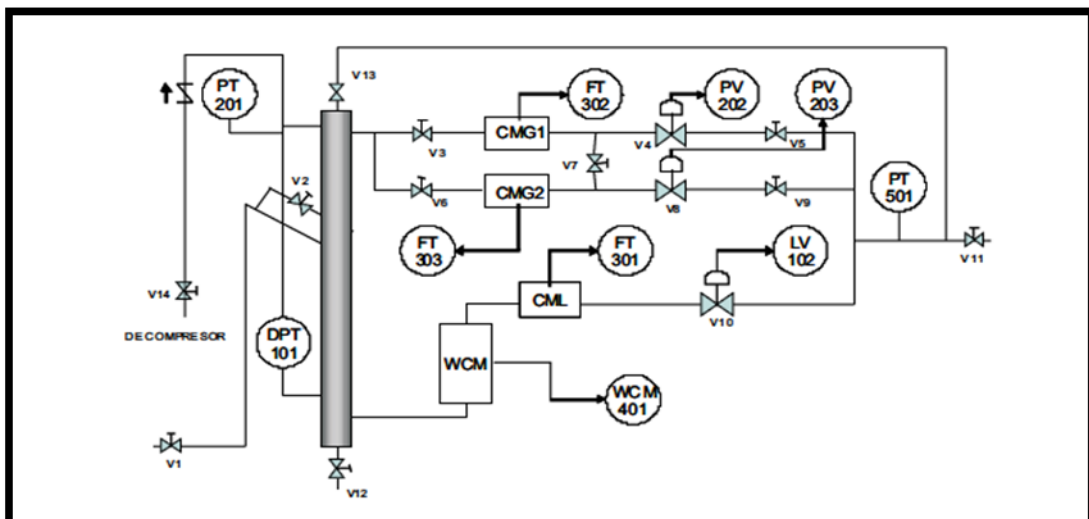 V13
PT
201
FT
302
PV
202
PV
203
CMG1
V3
V4
V5
V7
V2
CMG2
V6
V8
V9
PT
501
FT
303
FT
301
LV
102
V11
V14
CML
V10
DECOMPRESOR
DPT
101
WCM
WCM
401
V1
V12